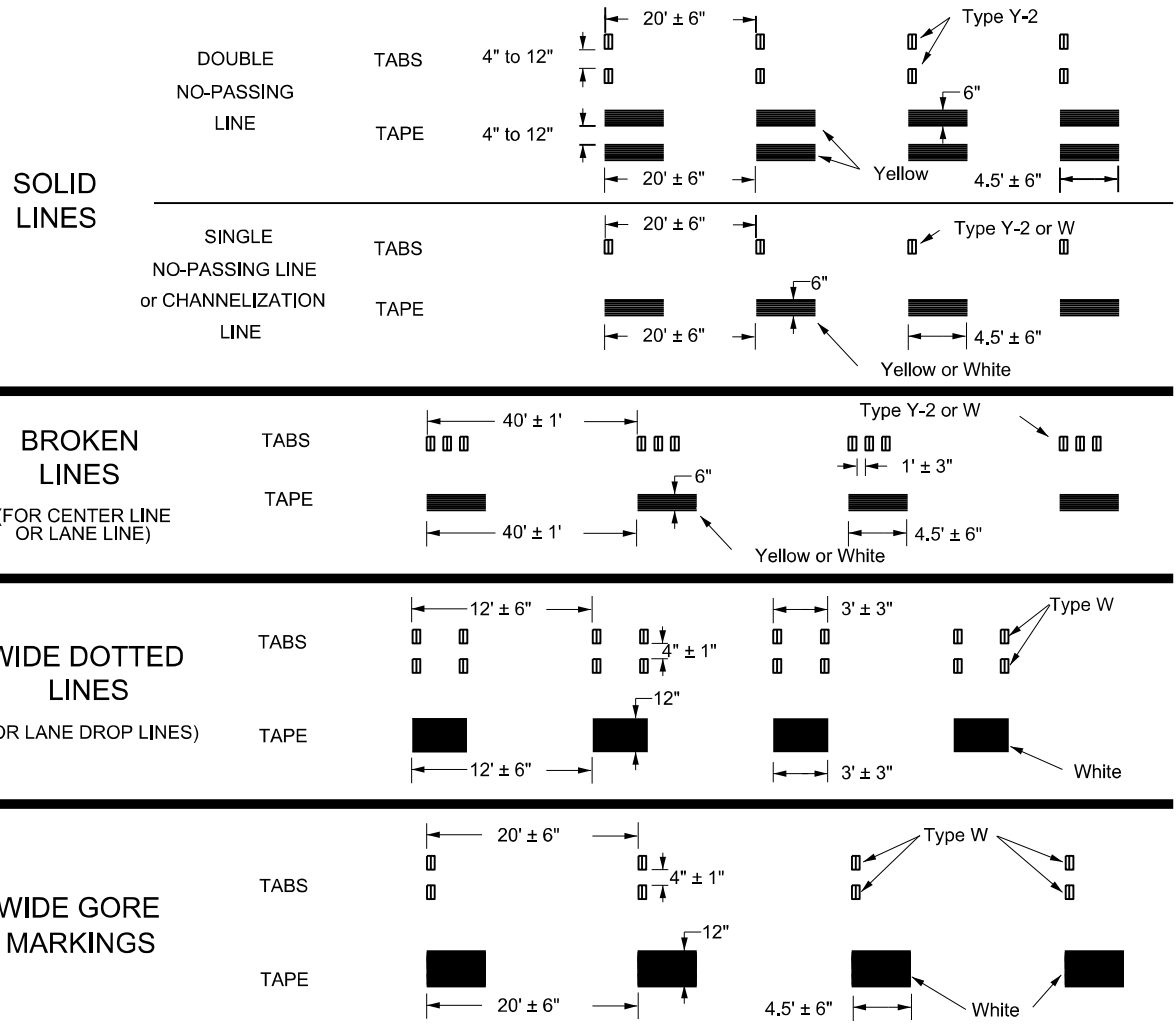 SOLID
LINES
DOUBLE
NO-PASSING
LINE
TABS
4" to 12"
20' ± 6"
Type Y-2
TAPE
4" to 12"
6"
Yellow
20' ± 6"
4.5' ± 6"
SINGLE
NO-PASSING LINE
or CHANNELIZATION
LINE
TABS
20' ± 6"
Type Y-2 or W
TAPE
6"
20' ± 6"
4.5' ± 6"
Yellow or White
BROKEN
LINES
(FOR CENTER LINE
OR LANE LINE)
TABS
40' ± 1'
Type Y-2 or W
1' ± 3"
TAPE
6"
40' ± 1'
4.5' ± 6"
Yellow or White
WIDE DOTTED
LINES
OR LANE DROP LINES)
TABS
12' ± 6"
3' ± 3"
Type W
4" ± 1"
TAPE
12"
12' ± 6"
3' ± 3"
White
WIDE GORE
MARKINGS
TABS
20' ± 6"
Type W
4" ± 1"
TAPE
12"
20' ± 6"
4.5' ± 6"
White